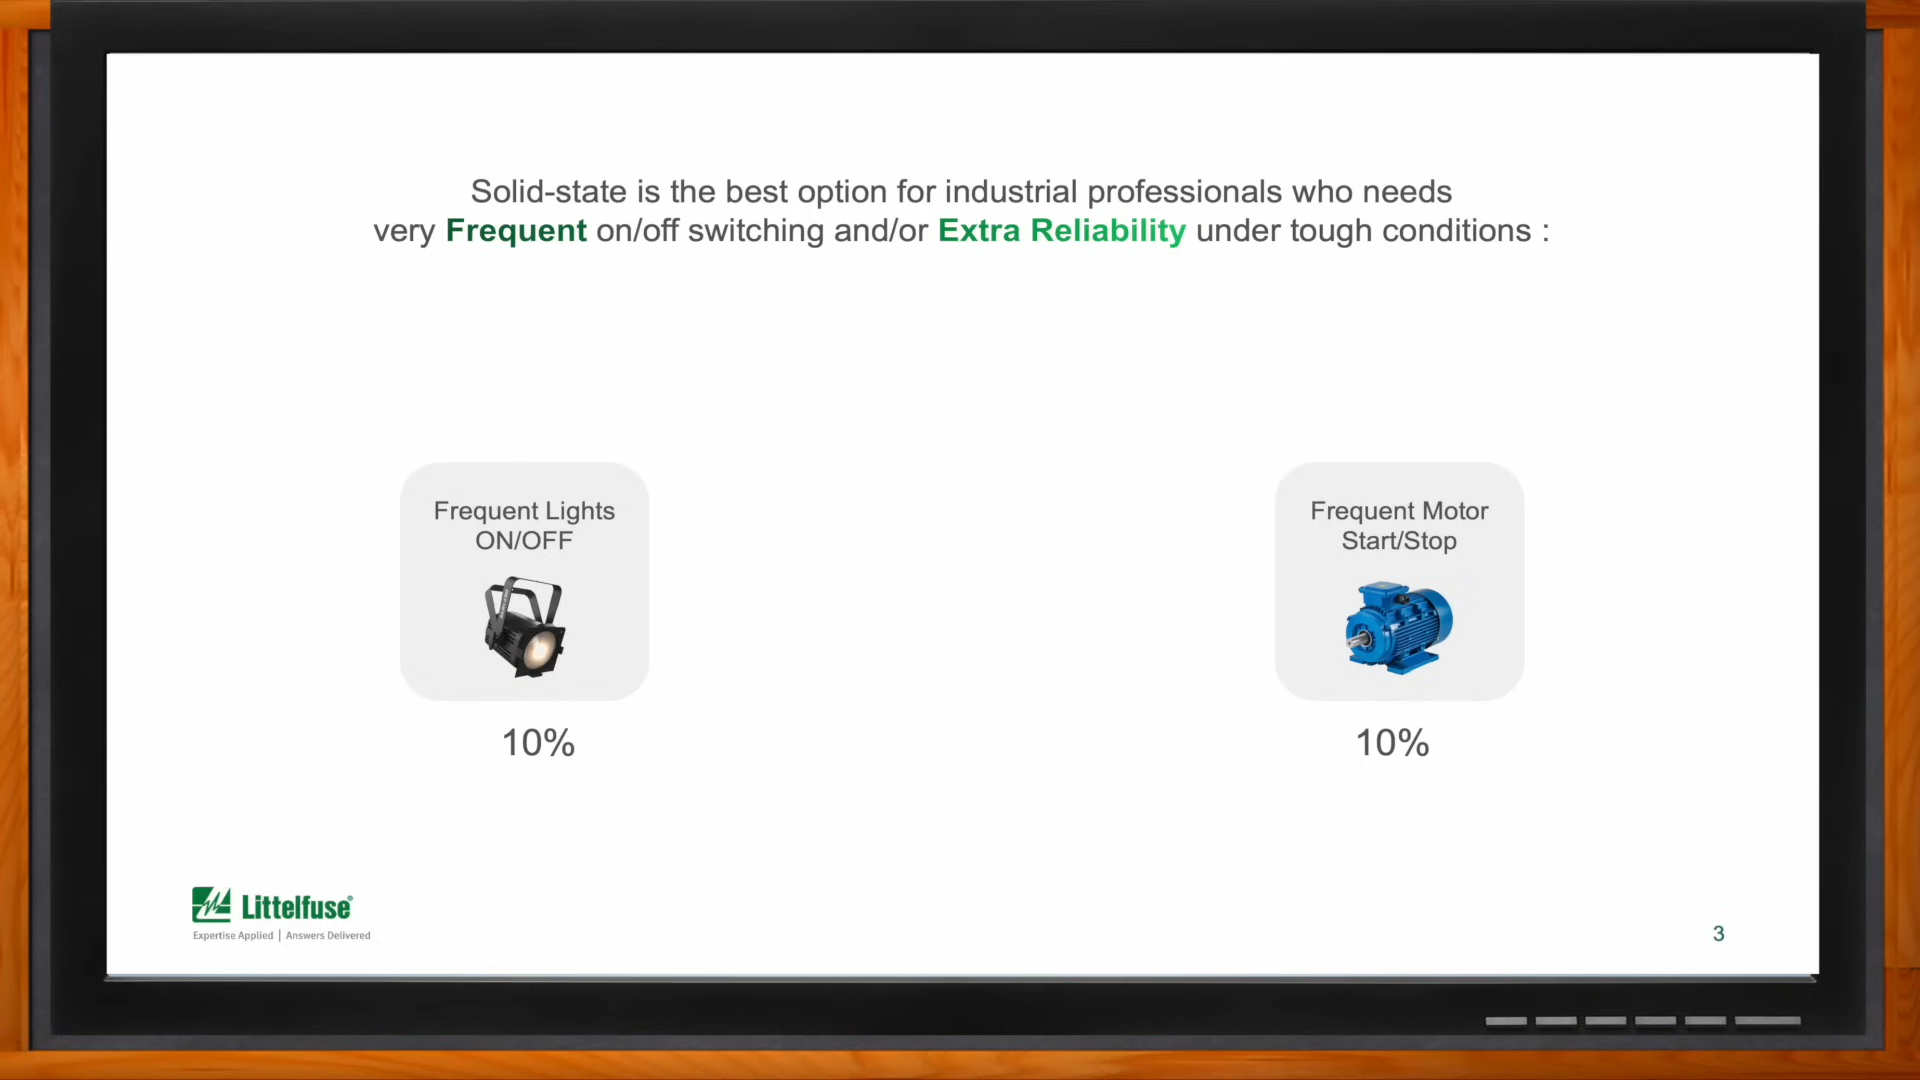 Solid-state is the best option for industrial professionals who needs
very Frequent on/off switching and/or Extra Reliability under tough conditions :
Frequent Lights
ON/OFF
10%
Frequent Motor
Start/Stop
10%
Littelfuse®
Expertise Applied | Answers Delivered
3